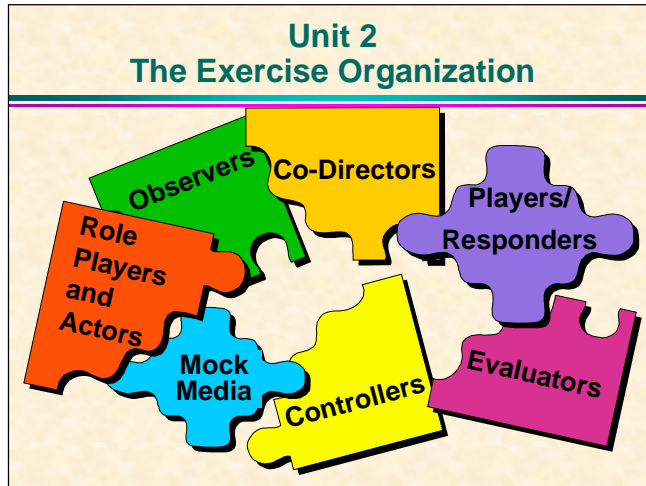 Unit 2
The Exercise Organization
Observers
Co-Directors
Players/
Responders
Role
Players
and
Actors
Mock
Media
Controllers
Evaluators